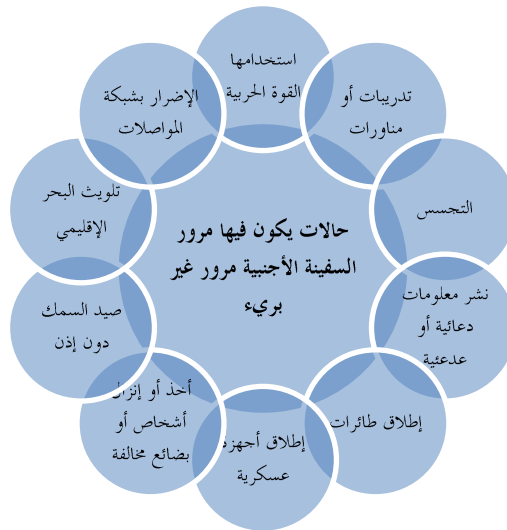 حالات يكون فيها مرور
السفينة الأجنبية مرور غير
بريء
استخدامها
القوة الحربية
تدريبات أو
مناورات
التجسس
نشر معلومات
دعائية أو
عدعئية
إطلاق طائرات
إطلاق أجهزة
عسكرية
أخذ أو إنزال
أشخاص أو
بضائع مخالفة
صيد السمك
دون إذن
تلويث البحر
الإقليمي
الإضرار بشبكة
المواصلات